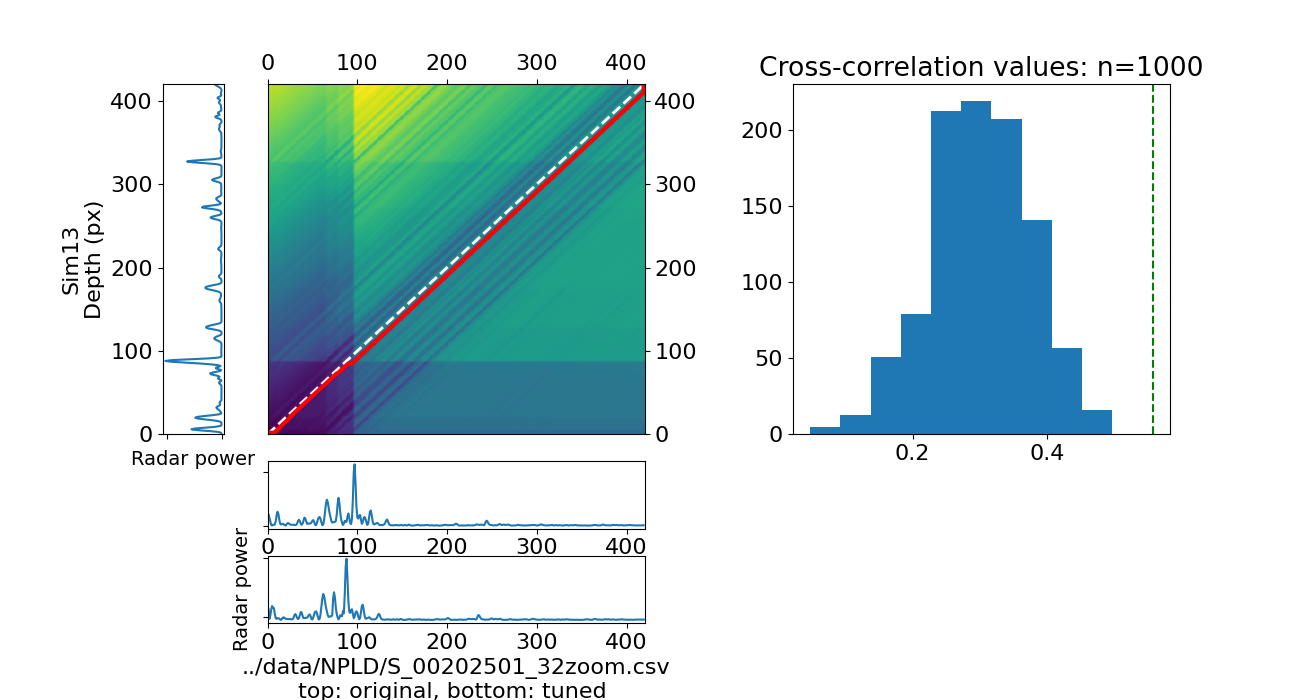 0 100 200 300 400
Cross-correlation values: n=1000
400
300
200
100
0
Sim13
Depth (px)
Radar power
400
300
200
100
0
200
150
100
50
0
0.2 0.4
0 100 200 300 400
Radar power
0 100 200 300 400
../data/NPLD/S_00202501_32zoom.csv
top: original, bottom: tuned